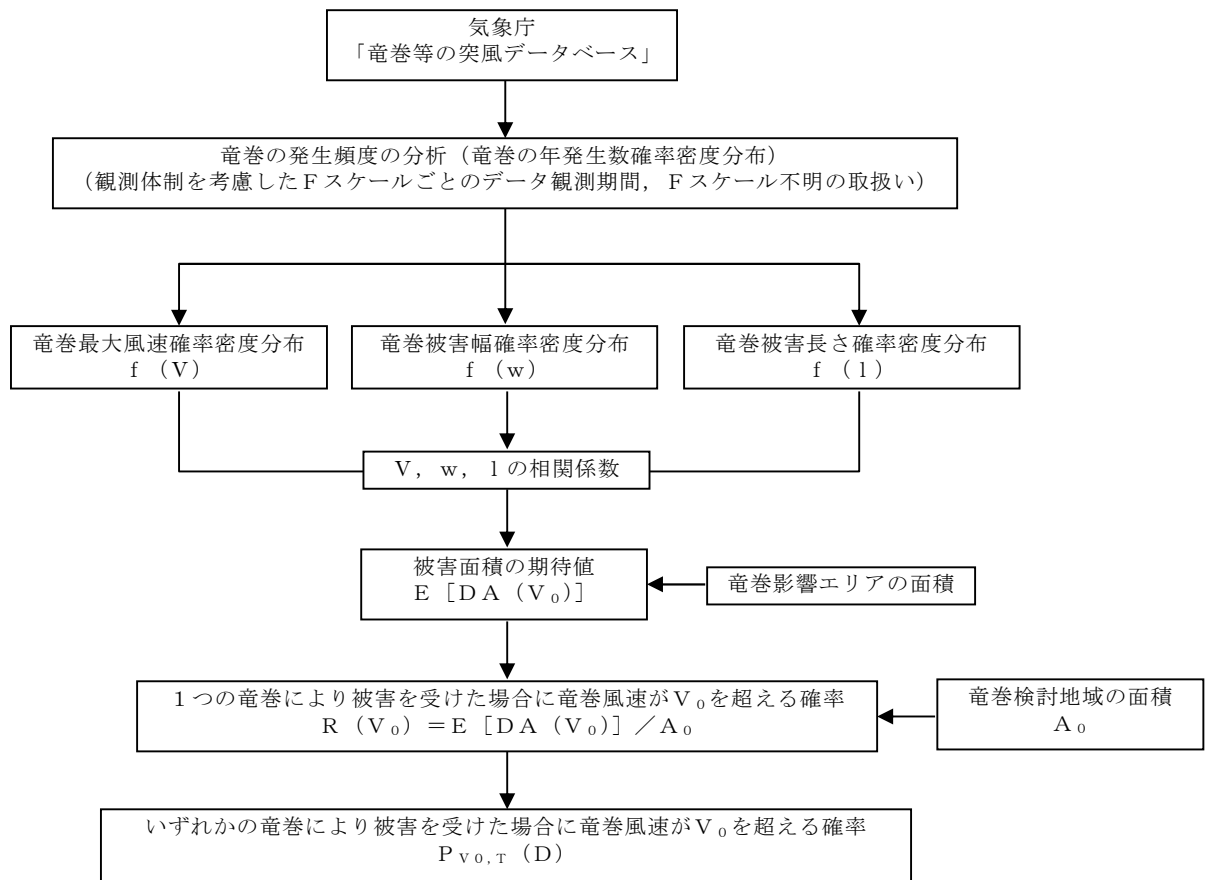 気象庁
「竜巻等の突風データベース」
竜巻の発生頻度の分析（竜巻の年発生数確率密度分布）
（観測体制を考慮したＦスケールごとのデータ観測期間，Ｆスケール不明の取扱い）
竜巻最大風速確率密度分布
ｆ（Ｖ）
竜巻被害幅確率密度分布
ｆ（ｗ）
竜巻被害長さ確率密度分布
ｆ（ｌ）
Ｖ，ｗ，ｌの相関係数
被害面積の期待値
Ｅ［ＤＡ（Ｖ₀）］
竜巻影響エリアの面積
１つの竜巻により被害を受けた場合に竜巻風速がＶ₀を超える確率
Ｒ（Ｖ₀）＝Ｅ［ＤＡ（Ｖ₀）］／Ａ₀
竜巻検討地域の面積
Ａ₀
いずれかの竜巻により被害を受けた場合に竜巻風速がＶ₀を超える確率
Ｐ_V0,T（Ｄ）